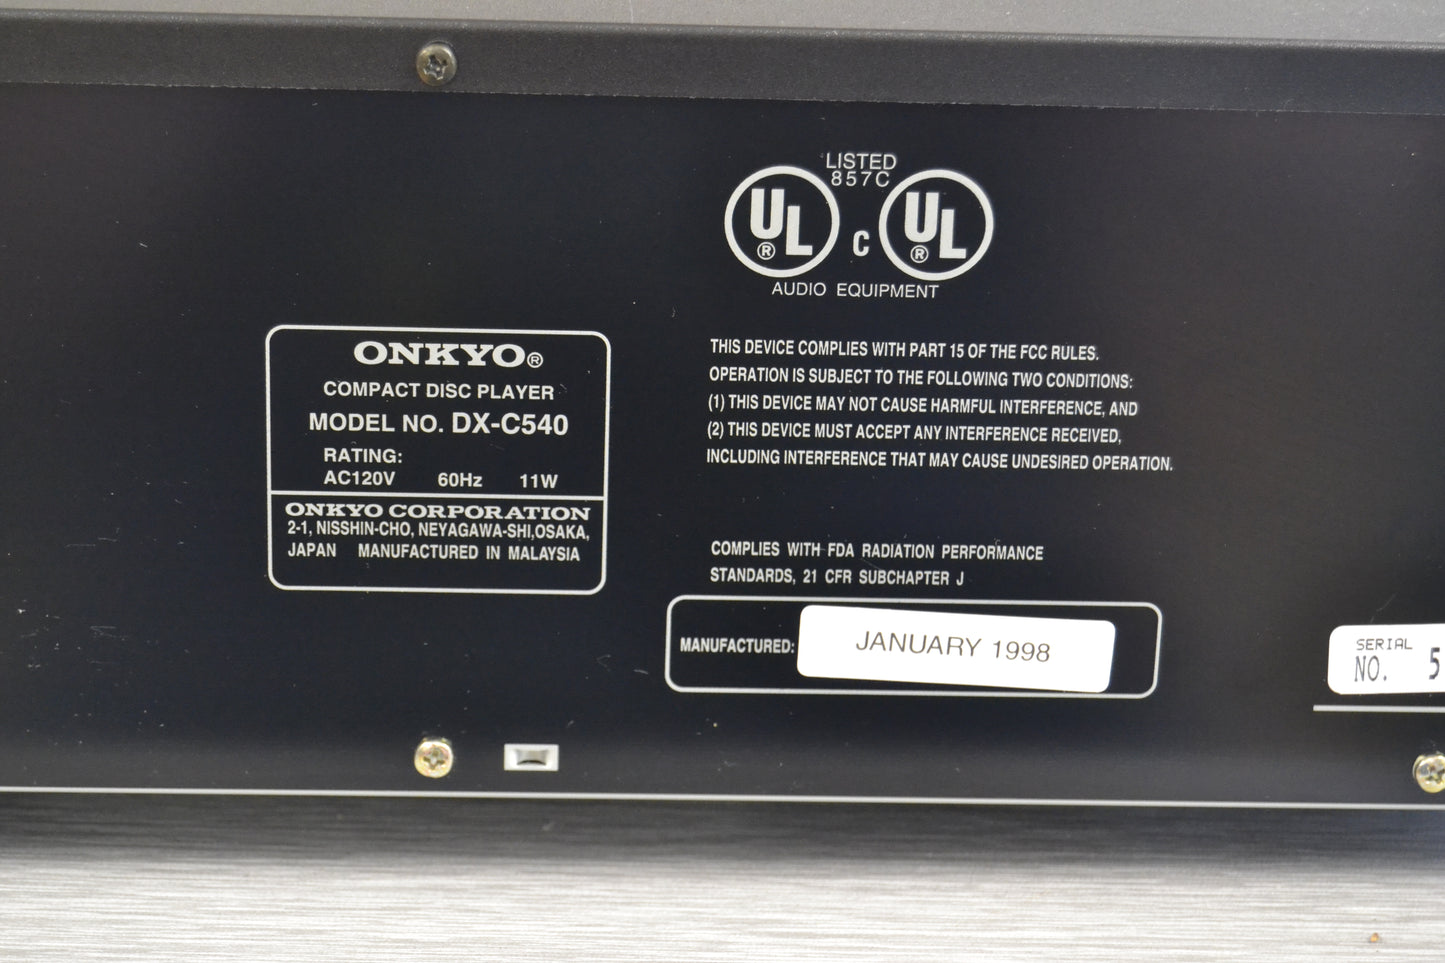 LISTED
857C
UL® C UL®
AUDIO EQUIPMENT
ONKYO®
COMPACT DISC PLAYER
MODEL NO. DX-C540
RATING:
AC120V 60Hz 11W
ONKYO CORPORATION
2-1, NISSHIN-CHO, NEYAGAWA-SHI,OSAKA,
JAPAN MANUFACTURED IN MALAYSIA
THIS DEVICE COMPLIES WITH PART 15 OF THE FCC RULES.
OPERATION IS SUBJECT TO THE FOLLOWING TWO CONDITIONS:
(1) THIS DEVICE MAY NOT CAUSE HARMFUL INTERFERENCE, AND
(2) THIS DEVICE MUST ACCEPT ANY INTERFERENCE RECEIVED,
INCLUDING INTERFERENCE THAT MAY CAUSE UNDESIRED OPERATION.
COMPLIES WITH FDA RADIATION PERFORMANCE
STANDARDS, 21 CFR SUBCHAPTER J
MANUFACTURED: JANUARY 1998
SERIAL
NO. 5